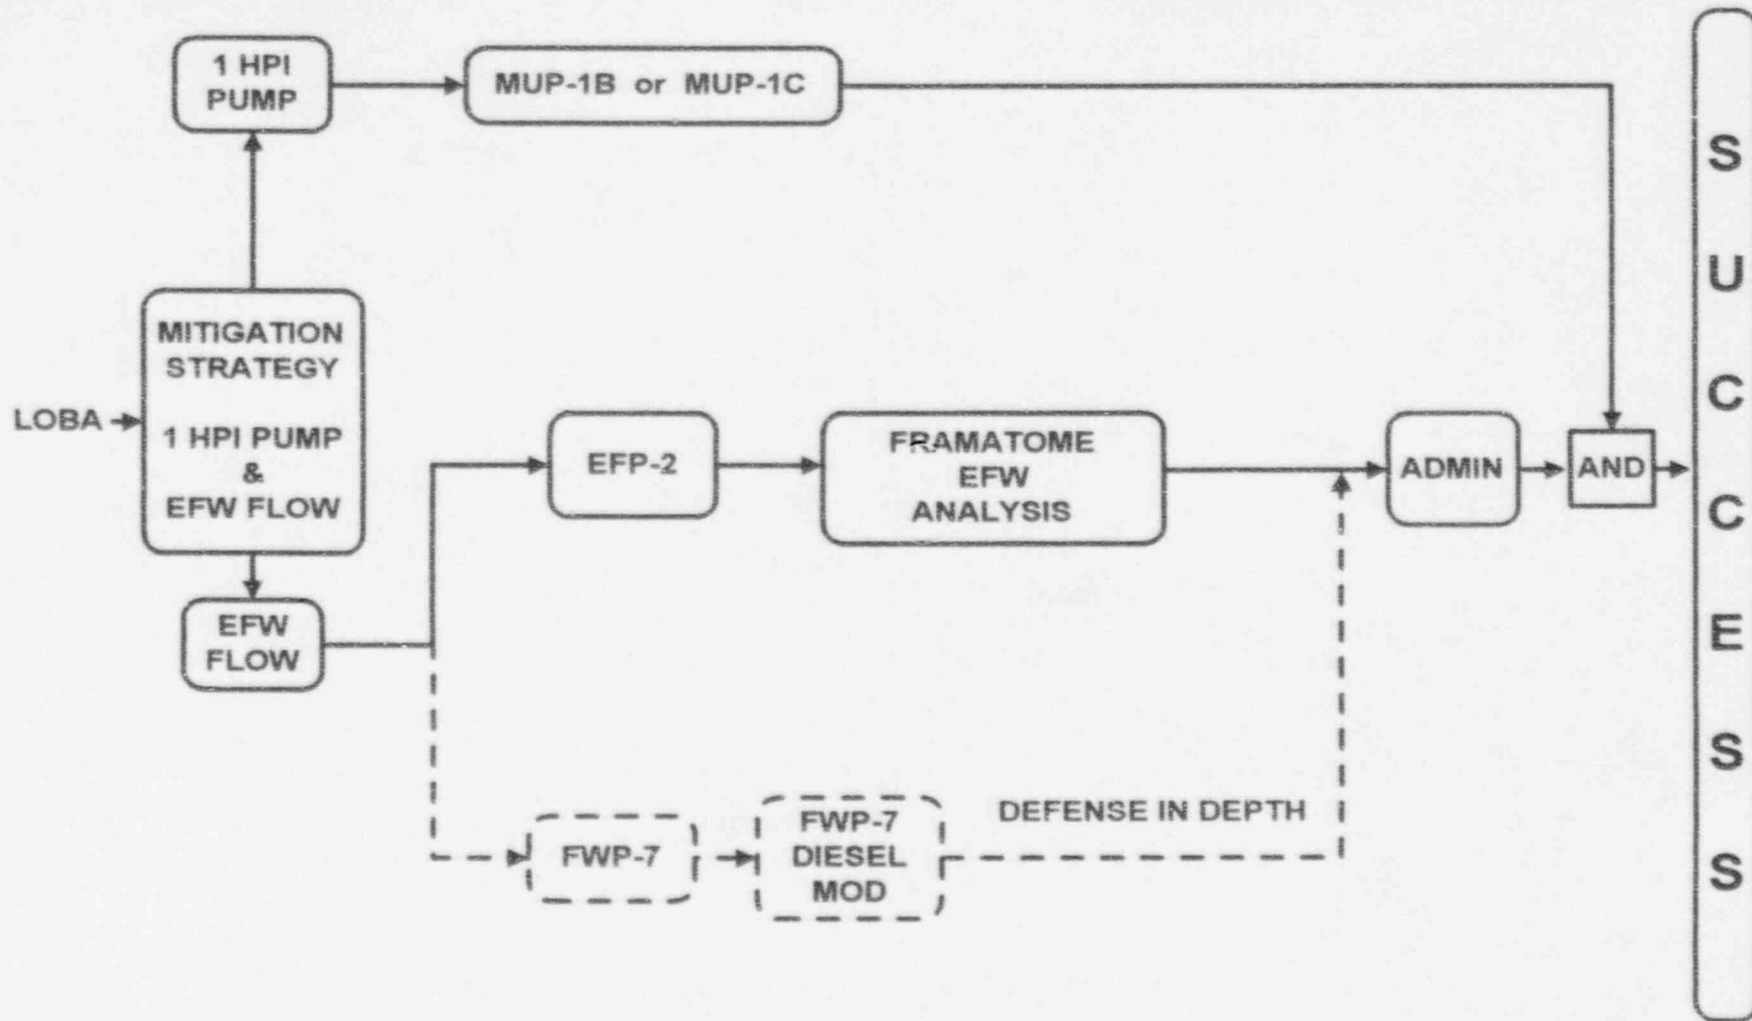 1 HPI
PUMP
MUP-1B or MUP-1C
MITIGATION
STRATEGY
1 HPI PUMP
&
EFW FLOW
LOBA
EFW
FLOW
EFP-2
FRAMATOME
EFW
ANALYSIS
ADMIN
AND
FWP-7
FWP-7
DIESEL
MOD
DEFENSE IN DEPTH
S
U
C
C
E
S
S